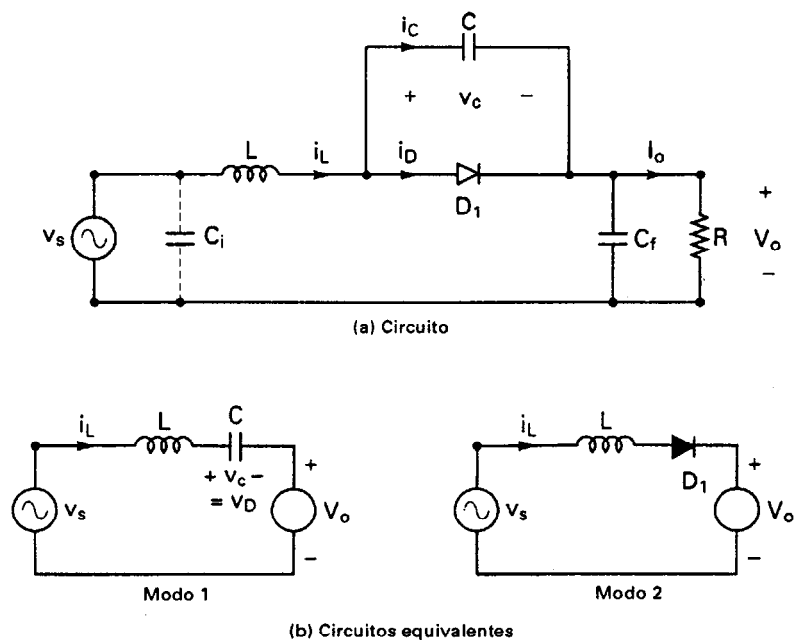 i_C C
+ v_c −
L i_L i_D I_o
D_1
v_s C_i C_f R + V_o −
(a) Circuito
i_L L C
+ v_c −
= v_D
v_s + V_o −
Modo 1
i_L L
D_1
v_s + V_o −
Modo 2
(b) Circuitos equivalentes